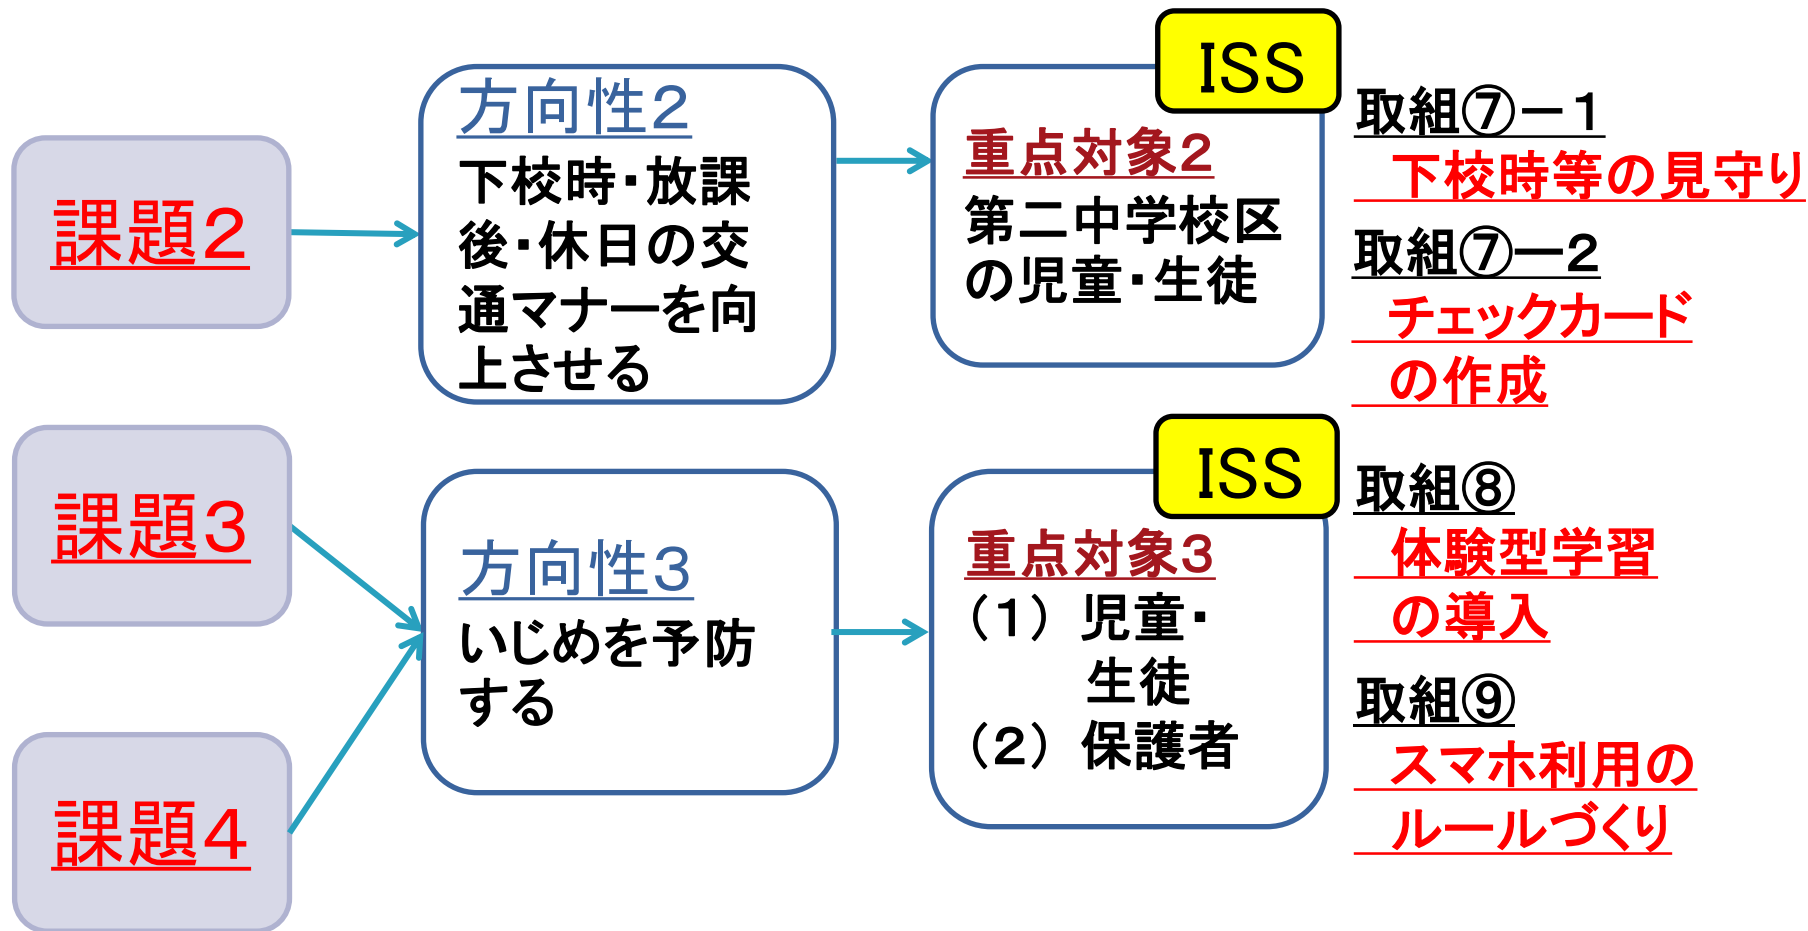 課題2
方向性2
下校時・放課
後・休日の交
通マナーを向
上させる
ISS
重点対象2
第二中学校区
の児童・生徒
取組⑦－1
下校時等の見守り
取組⑦－2
チェックカード
の作成
課題3
課題4
方向性3
いじめを予防
する
ISS
重点対象3
（1）児童・
生徒
（2）保護者
取組⑧
体験型学習
の導入
取組⑨
スマホ利用の
ルールづくり